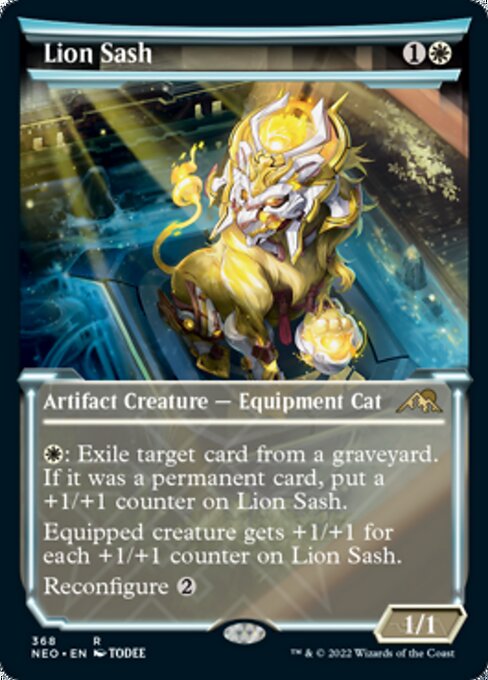 Lion Sash 1
Artifact Creature — Equipment Cat
: Exile target card from a graveyard.
If it was a permanent card, put a
+1/+1 counter on Lion Sash.
Equipped creature gets +1/+1 for
each +1/+1 counter on Lion Sash.
Reconfigure 2
1/1
368 R
NEO • EN TODEE
™ & © 2022 Wizards of the Coast